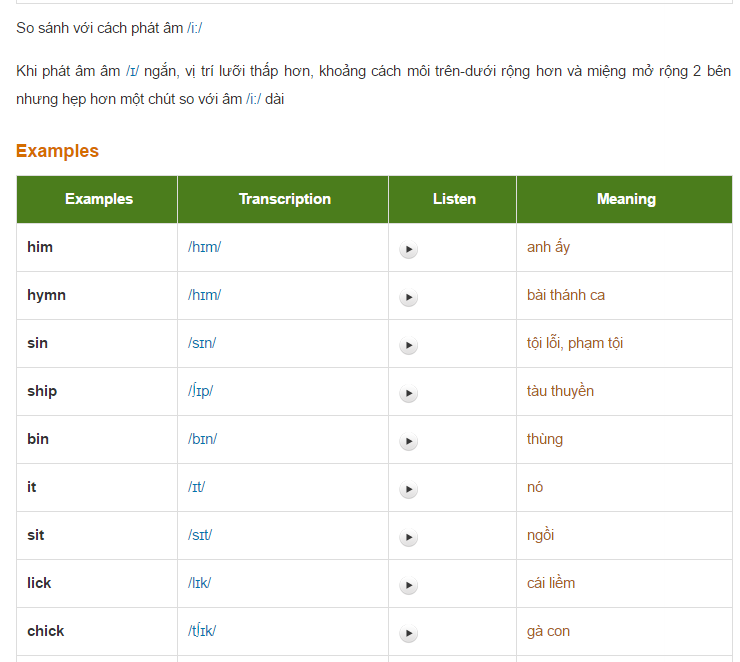 So sánh với cách phát âm /i:/
Khi phát âm âm /ɪ/ ngắn, vị trí lưỡi thấp hơn, khoảng cách môi trên-dưới rộng hơn và miệng mở rộng 2 bên
nhưng hẹp hơn một chút so với âm /i:/ dài
Examples
Examples Transcription Listen Meaning
him /hɪm/ anh ấy
hymn /hɪm/ bài thánh ca
sin /sɪn/ tội lỗi, phạm tội
ship /ʃɪp/ tàu thuyền
bin /bɪn/ thùng
it /ɪt/ nó
sit /sɪt/ ngồi
lick /lɪk/ cái liềm
chick /tʃɪk/ gà con